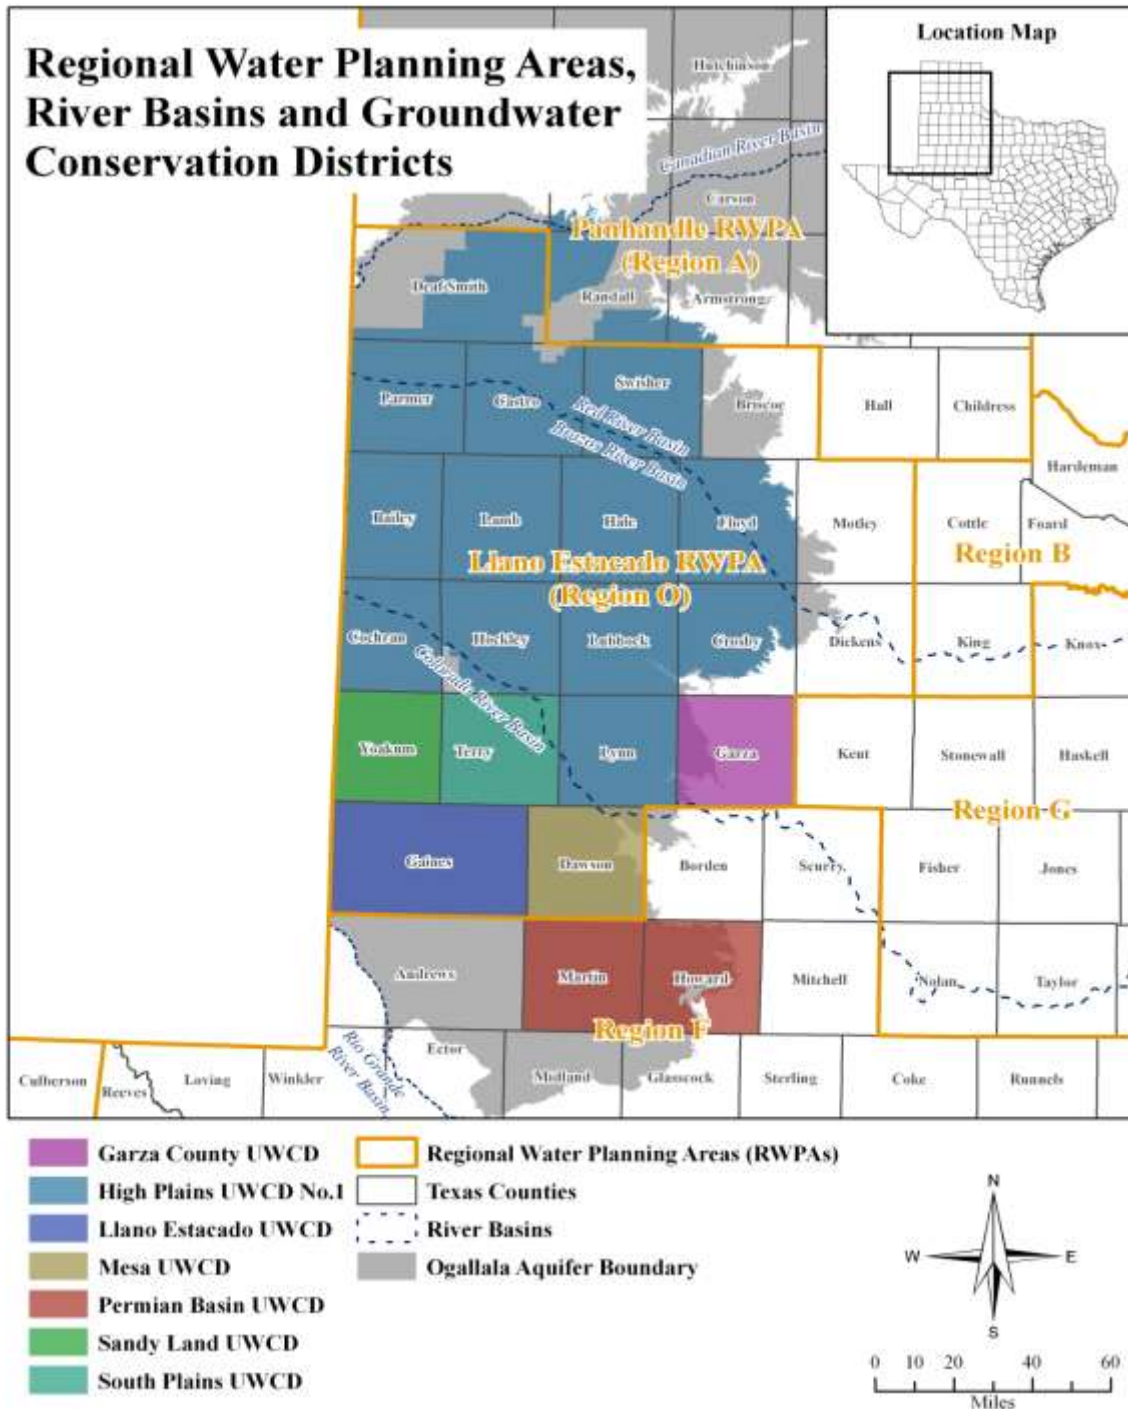 Regional Water Planning Areas,
River Basins and Groundwater
Conservation Districts
Location Map
Hutchinson
Canadian River Basin
Carson
Panhandle RWPA
(Region A)
Deaf Smith
Randall
Armstrong
Parmer
Castro
Swisher
Briscoe
Hall
Childress
Red River Basin
Brazos River Basin
Hardeman
Bailey
Lamb
Hale
Floyd
Motley
Cottle
Foard
Region B
Llano Estacado RWPA
(Region O)
Cochran
Hockley
Lubbock
Crosby
Dickens
King
Knox
Colorado River Basin
Yoakum
Terry
Lynn
Garza
Kent
Stonewall
Haskell
Region G
Gaines
Dawson
Borden
Scurry
Fisher
Jones
Andrews
Martin
Howard
Mitchell
Nolan
Taylor
Region F
Rio Grande
River Basin
Culberson
Reeves
Loving
Winkler
Ector
Midland
Glasscock
Sterling
Coke
Runnels
Garza County UWCD
High Plains UWCD No.1
Llano Estacado UWCD
Mesa UWCD
Permian Basin UWCD
Sandy Land UWCD
South Plains UWCD
Regional Water Planning Areas (RWPAs)
Texas Counties
River Basins
Ogallala Aquifer Boundary
N
W E
S
0 10 20 40 60
Miles